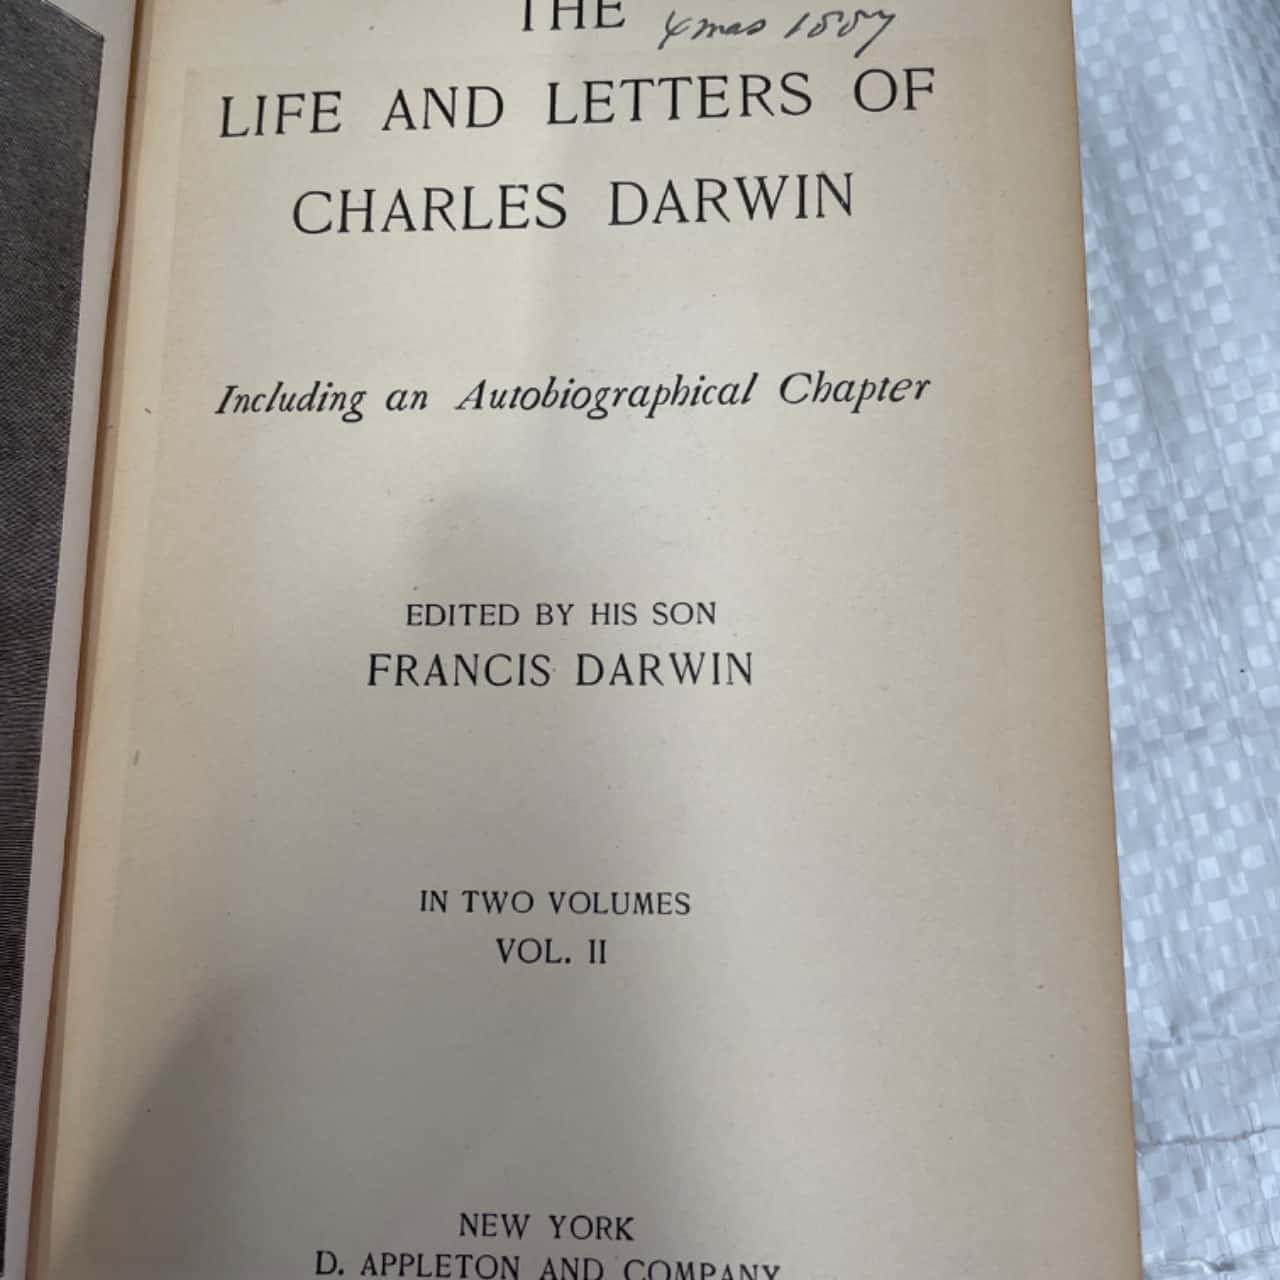 THE Xmas 1887
LIFE AND LETTERS OF
CHARLES DARWIN
Including an Autobiographical Chapter
EDITED BY HIS SON
FRANCIS DARWIN
IN TWO VOLUMES
VOL. II
NEW YORK
D. APPLETON AND COMPANY